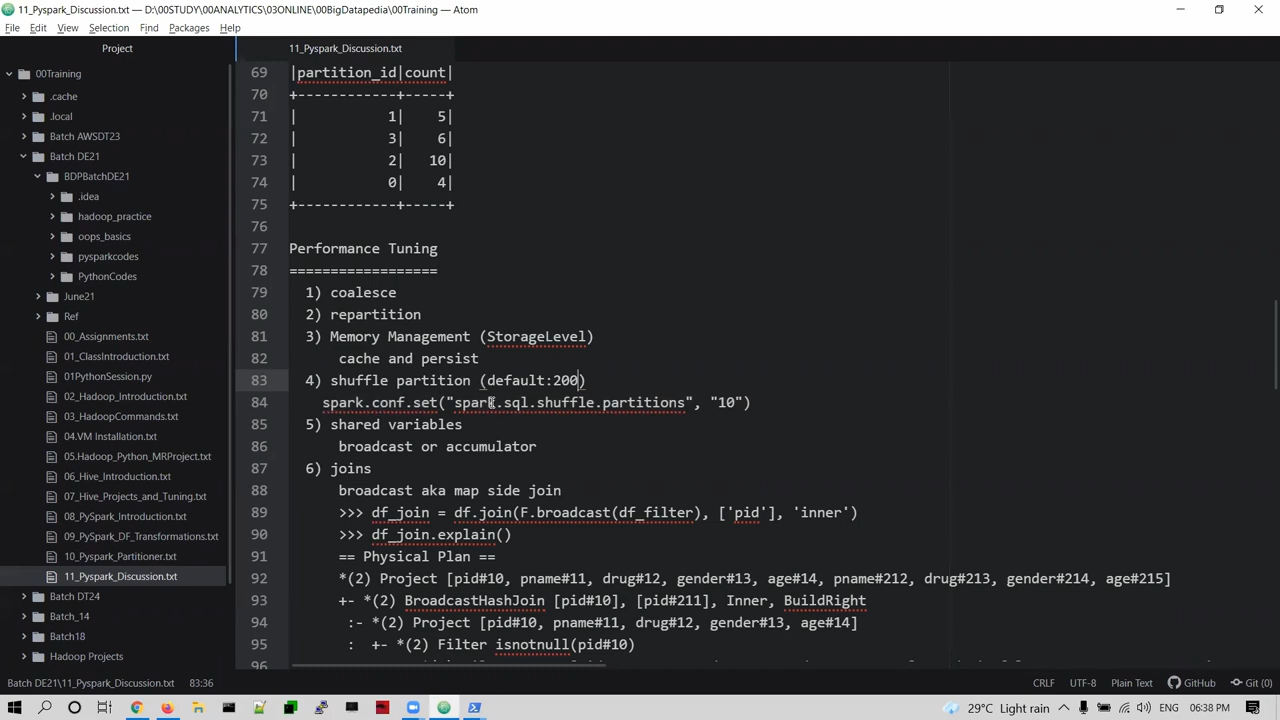 11_Pyspark_Discussion.txt — D:\00STUDY\00ANALYTICS\03ONLINE\00BigDatapedia\00Training — Atom
File Edit View Selection Find Packages Help
Project
00Training
.cache
.local
Batch AWSDT23
Batch DE21
BDPBatchDE21
.idea
hadoop_practice
oops_basics
pysparkcodes
PythonCodes
June21
Ref
00_Assignments.txt
01_ClassIntroduction.txt
01PythonSession.py
02_Hadoop_Introduction.txt
03_HadoopCommands.txt
04.VM Installation.txt
05.Hadoop_Python_MRProject.txt
06_Hive_Introduction.txt
07_Hive_Projects_and_Tuning.txt
08_PySpark_Introduction.txt
09_PySpark_DF_Transformations.txt
10_Pyspark_Partitioner.txt
11_Pyspark_Discussion.txt
Batch DT24
Batch_14
Batch18
Hadoop Projects
11_Pyspark_Discussion.txt
69 |partition_id|count|
70 +------------+-----+
71 |           1|    5|
72 |           3|    6|
73 |           2|   10|
74 |           0|    4|
75 +------------+-----+
76
77 Performance Tuning
78 ==================
79 1) coalesce
80 2) repartition
81 3) Memory Management (StorageLevel)
82 cache and persist
83 4) shuffle partition (default:200)
84 spark.conf.set("spark.sql.shuffle.partitions", "10")
85 5) shared variables
86 broadcast or accumulator
87 6) joins
88 broadcast aka map side join
89 >>> df_join = df.join(F.broadcast(df_filter), ['pid'], 'inner')
90 >>> df_join.explain()
91 == Physical Plan ==
92 *(2) Project [pid#10, pname#11, drug#12, gender#13, age#14, pname#212, drug#213, gender#214, age#215]
93 +- *(2) BroadcastHashJoin [pid#10], [pid#211], Inner, BuildRight
94 :- *(2) Project [pid#10, pname#11, drug#12, gender#13, age#14]
95 :  +- *(2) Filter isnotnull(pid#10)
96
Batch DE21\11_Pyspark_Discussion.txt 83:36 CRLF UTF-8 Plain Text GitHub Git (0)
29°C Light rain 06:38 PM